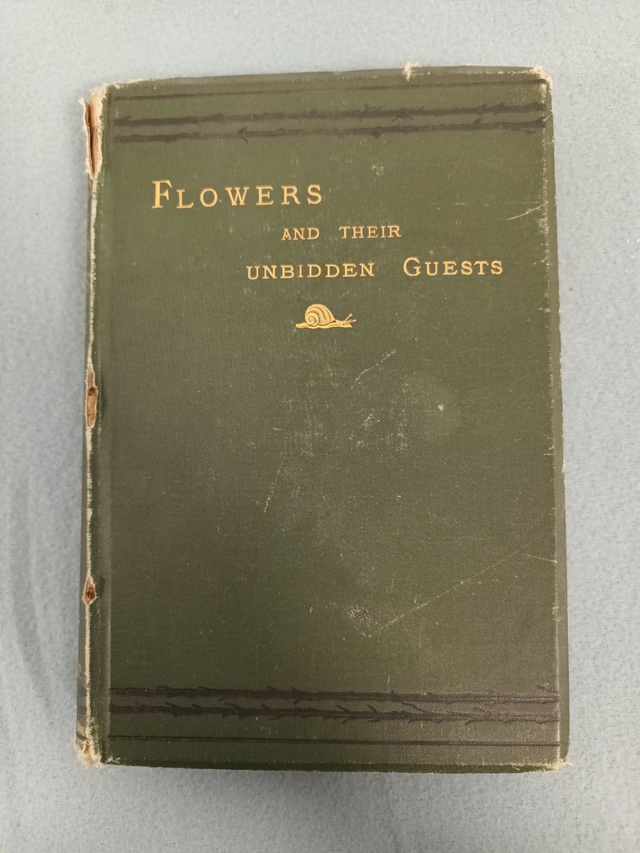 FLOWERS
AND THEIR
UNBIDDEN GUESTS